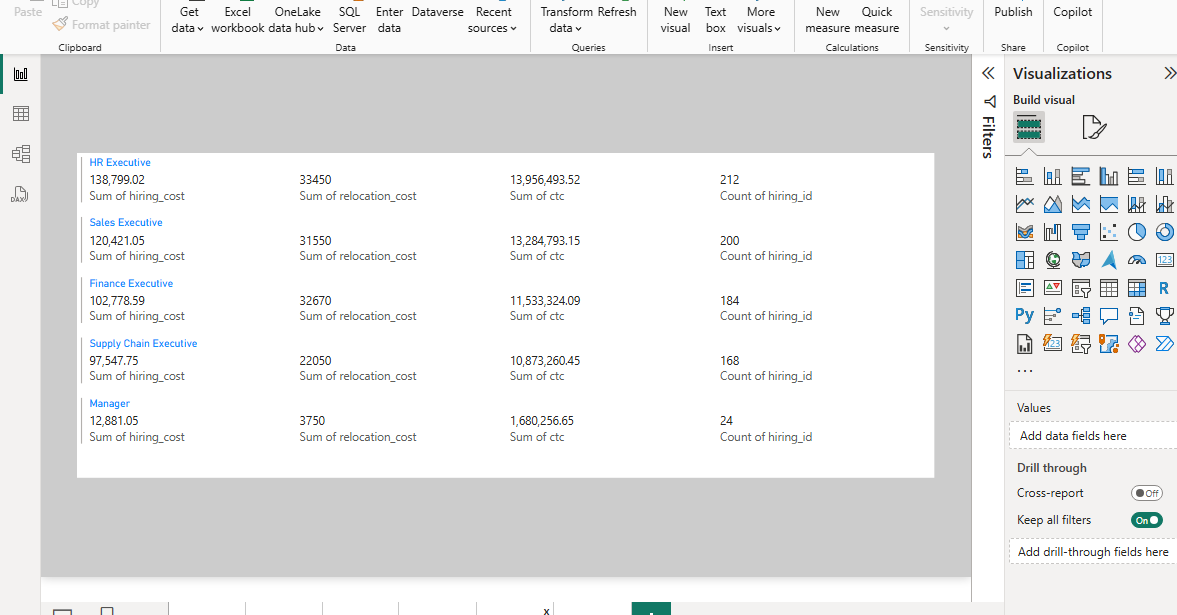 Paste
Copy
Format painter
Clipboard
Get data
Excel workbook
OneLake data hub
SQL Server
Enter data
Dataverse
Recent sources
Data
Transform data
Refresh
Queries
New visual
Text box
More visuals
Insert
New measure
Quick measure
Calculations
Sensitivity
Sensitivity
Publish
Share
Copilot
Copilot
HR Executive
138,799.02 33450 13,956,493.52 212
Sum of hiring_cost Sum of relocation_cost Sum of ctc Count of hiring_id
Sales Executive
120,421.05 31550 13,284,793.15 200
Sum of hiring_cost Sum of relocation_cost Sum of ctc Count of hiring_id
Finance Executive
102,778.59 32670 11,533,324.09 184
Sum of hiring_cost Sum of relocation_cost Sum of ctc Count of hiring_id
Supply Chain Executive
97,547.75 22050 10,873,260.45 168
Sum of hiring_cost Sum of relocation_cost Sum of ctc Count of hiring_id
Manager
12,881.05 3750 1,680,256.65 24
Sum of hiring_cost Sum of relocation_cost Sum of ctc Count of hiring_id
Filters
Visualizations
Build visual
123
R
Py
123
...
Values
Add data fields here
Drill through
Cross-report Off
Keep all filters On
Add drill-through fields here
DAX
x